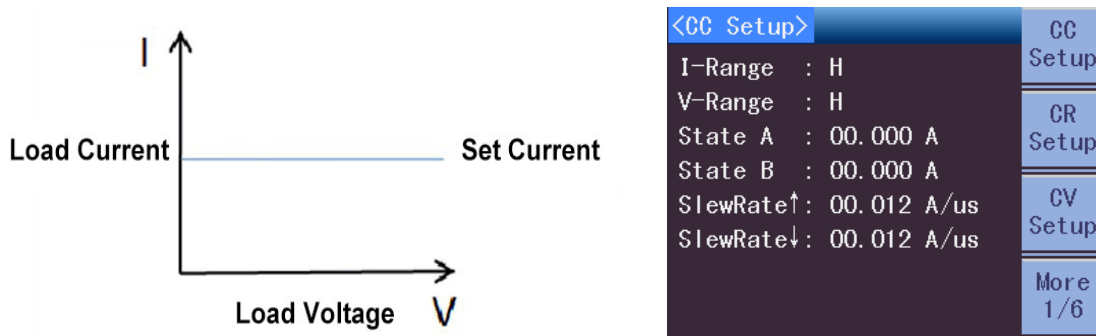 I
Load Current
Set Current
Load Voltage
V
<CC Setup>
I-Range : H
V-Range : H
State A : 00.000 A
State B : 00.000 A
SlewRate↑: 00.012 A/us
SlewRate↓: 00.012 A/us
CC
Setup
CR
Setup
CV
Setup
More
1/6